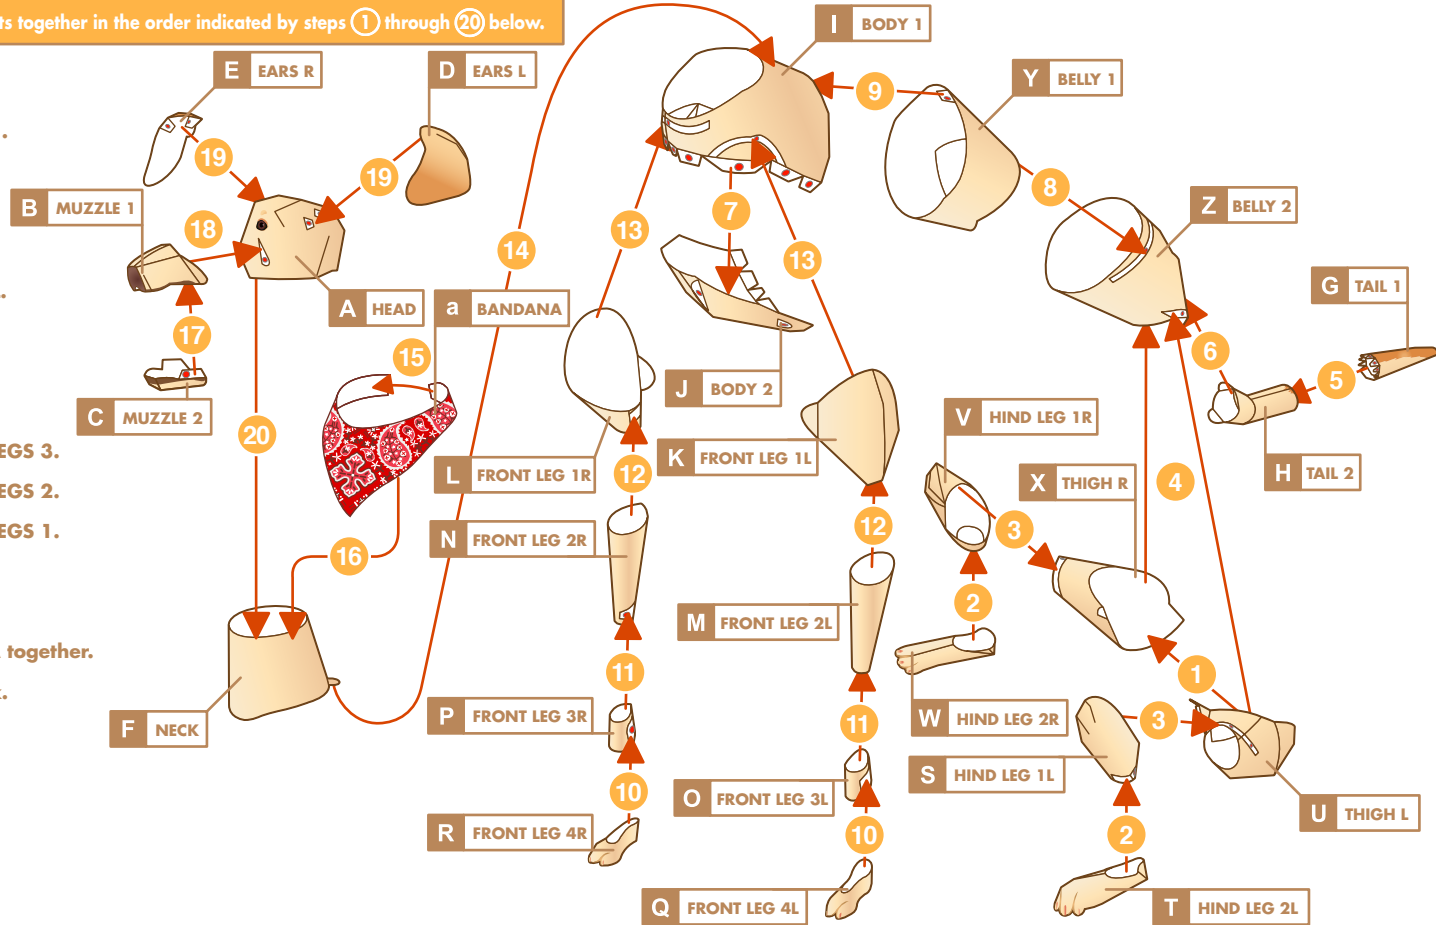 ts together in the order indicated by steps 1 through 20 below.
I BODY 1
E EARS R
D EARS L
Y BELLY 1
9
19
19
8
B MUZZLE 1
Z BELLY 2
18
7
13
14
13
G TAIL 1
A HEAD
a BANDANA
17
15
6
5
J BODY 2
C MUZZLE 2
V HIND LEG 1R
20
EGS 3.
L FRONT LEG 1R
12
K FRONT LEG 1L
X THIGH R
4
H TAIL 2
EGS 2.
EGS 1.
N FRONT LEG 2R
12
3
16
2
M FRONT LEG 2L
together.
11
1
F NECK
P FRONT LEG 3R
11
W HIND LEG 2R
3
S HIND LEG 1L
10
O FRONT LEG 3L
U THIGH L
R FRONT LEG 4R
10
2
Q FRONT LEG 4L
T HIND LEG 2L